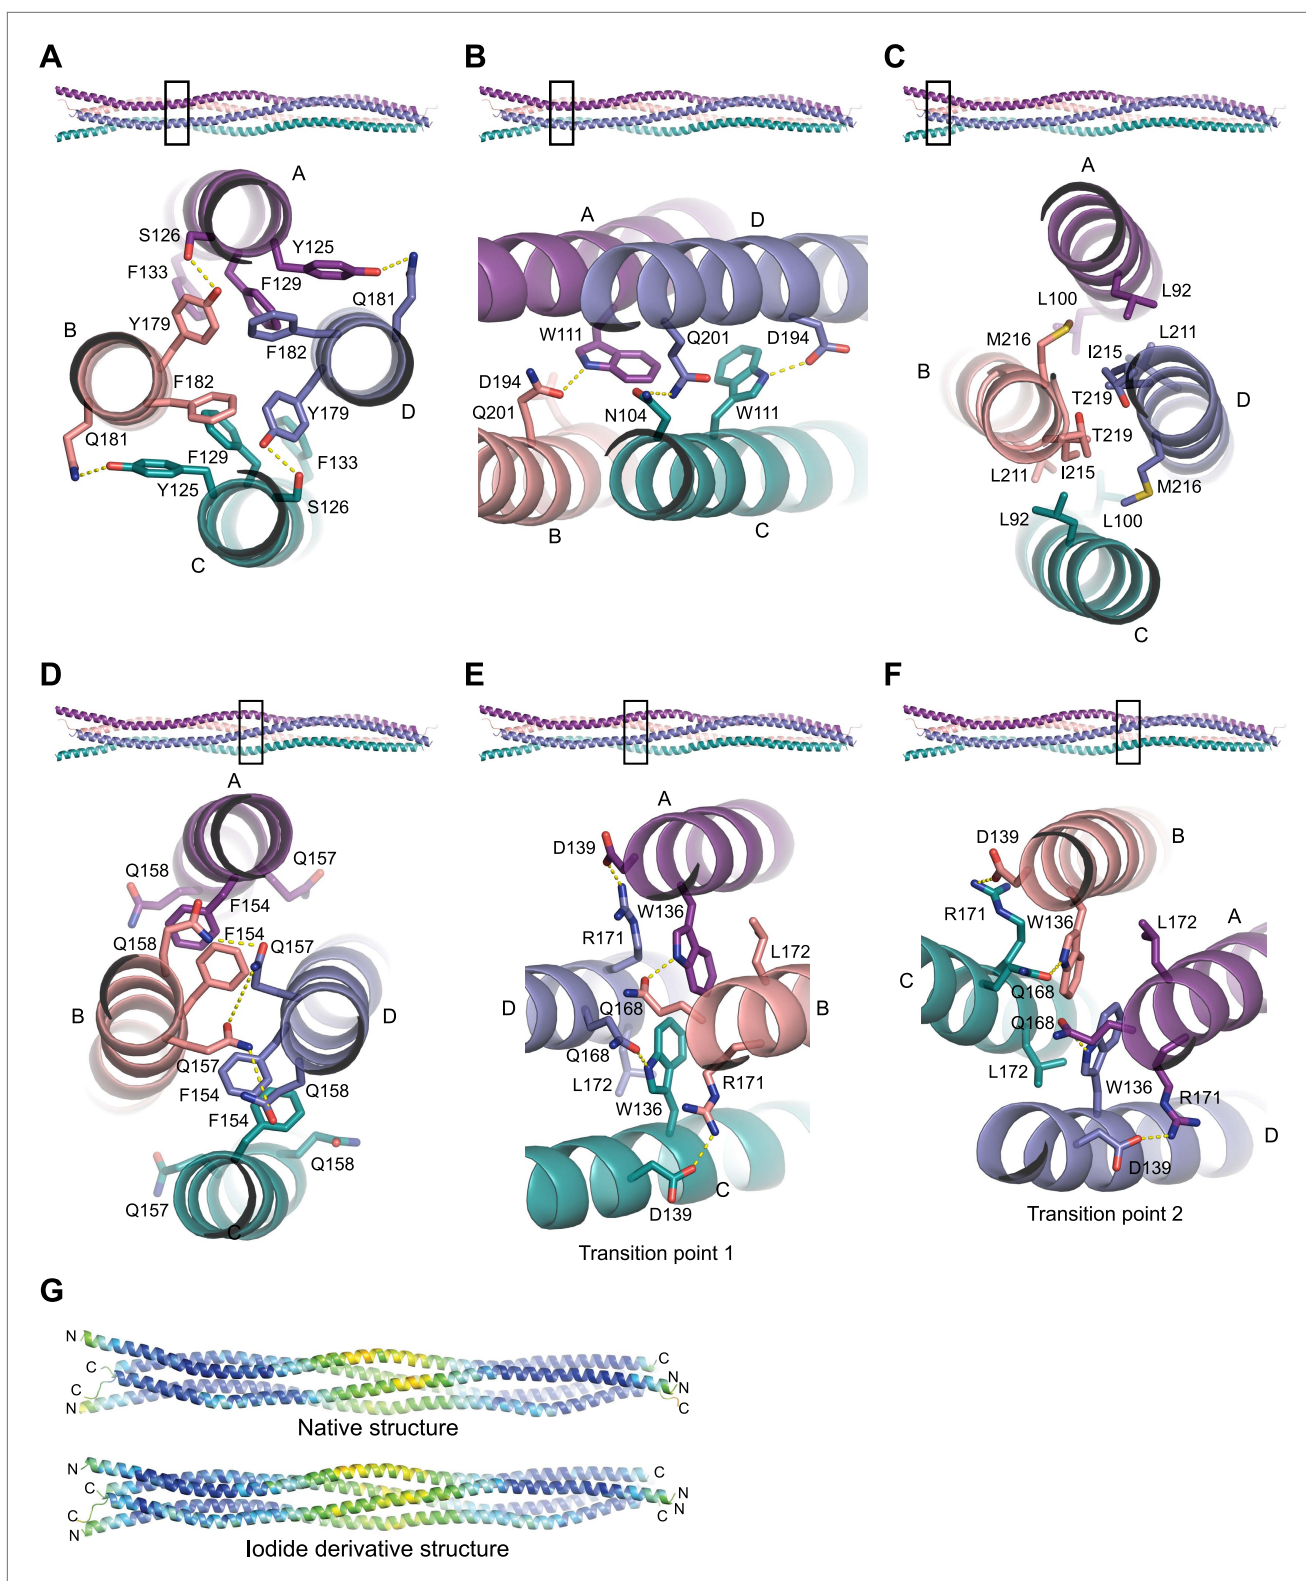 A
B
C
A
S126
Y125
F133
F129
Q181
B
Y179
F182
F182
D
Y179
Q181
F129
F133
Y125
S126
C
A
D
W111
Q201
D194
D194
Q201
N104
W111
B
C
A
L92
L100
M216
L211
I215
B
T219
D
T219
L211
I215
M216
L92
L100
C
D
E
F
A
Q158
Q157
F154
Q158
F154
Q157
B
D
Q157
F154
Q158
F154
Q158
Q157
C
A
D139
W136
R171
L172
D
Q168
B
Q168
L172
R171
W136
C
D139
Transition point 1
B
D139
R171
W136
L172
A
C
Q168
Q168
L172
W136
R171
D
D139
Transition point 2
G
N
C
C
N
C
N
N
C
Native structure
N
C
C
N
C
N
N
C
Iodide derivative structure